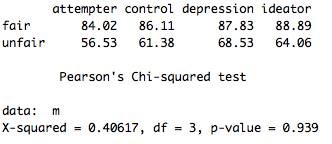 attempter control depression ideator
fair 84.02 86.11 87.83 88.89
unfair 56.53 61.38 68.53 64.06
Pearson's Chi-squared test
data: m
X-squared = 0.40617, df = 3, p-value = 0.939